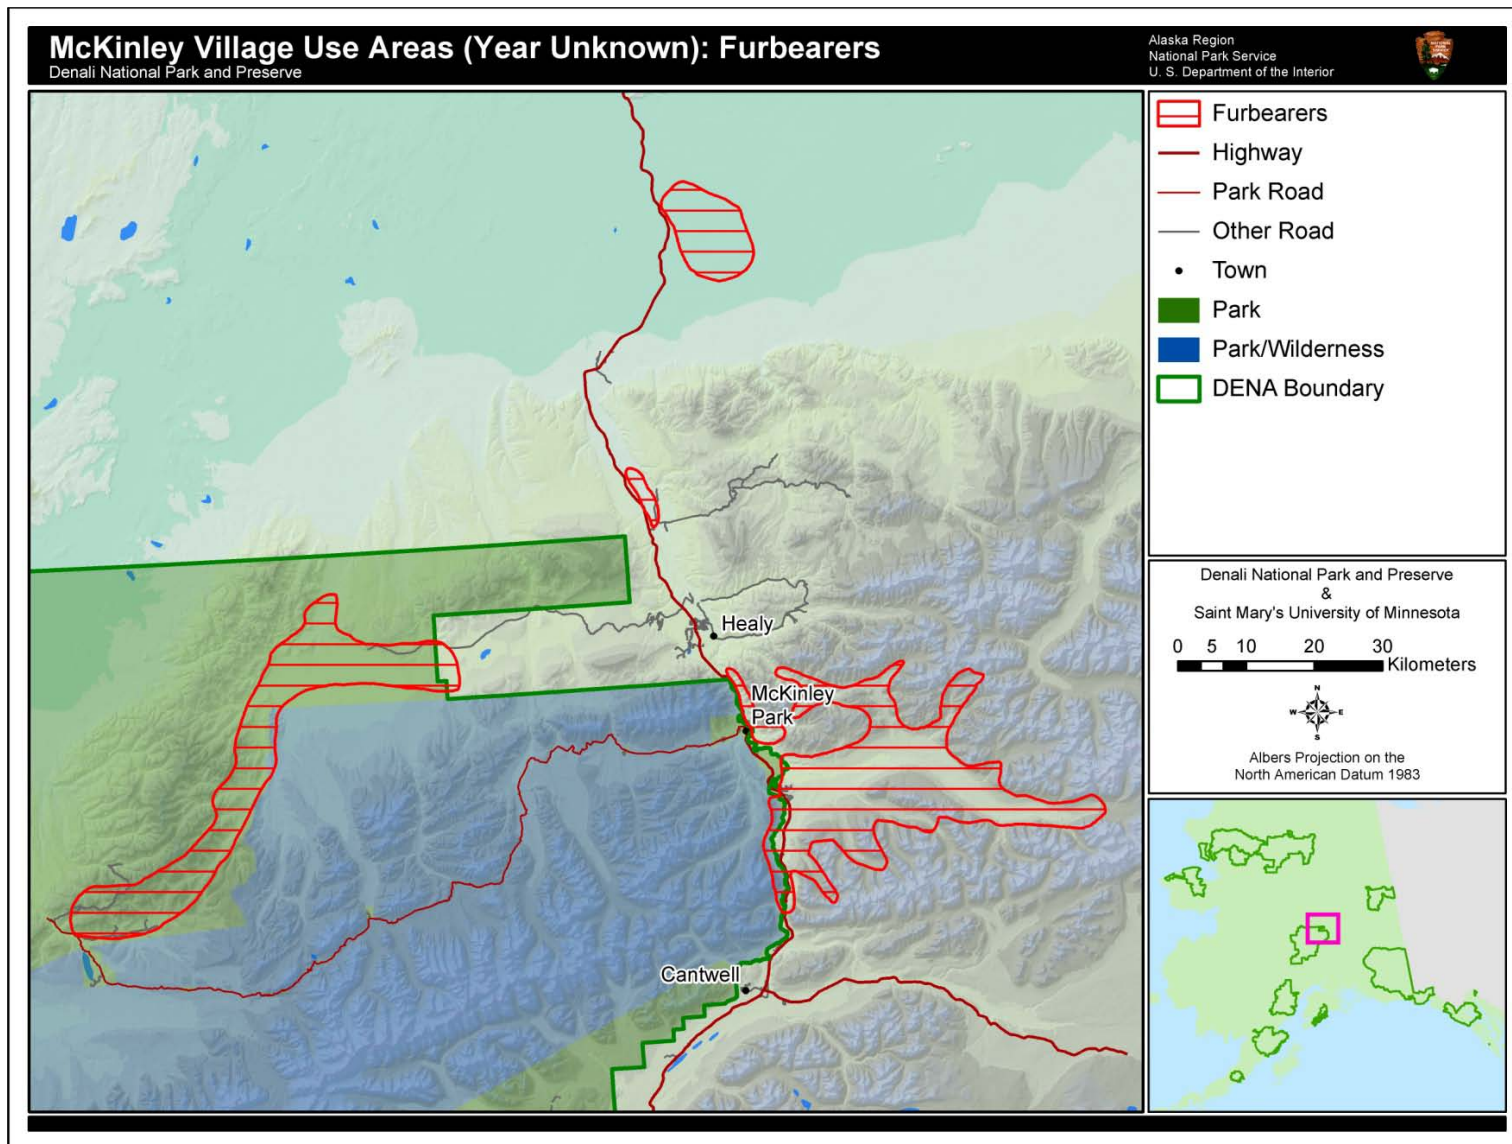 McKinley Village Use Areas (Year Unknown): Furbearers
Denali National Park and Preserve
Alaska Region
National Park Service
U. S. Department of the Interior
Furbearers
Highway
Park Road
Other Road
Town
Park
Park/Wilderness
DENA Boundary
Healy
McKinley
Park
Cantwell
Denali National Park and Preserve
&
Saint Mary's University of Minnesota
0 5 10 20 30
Kilometers
N
W E
S
Albers Projection on the
North American Datum 1983